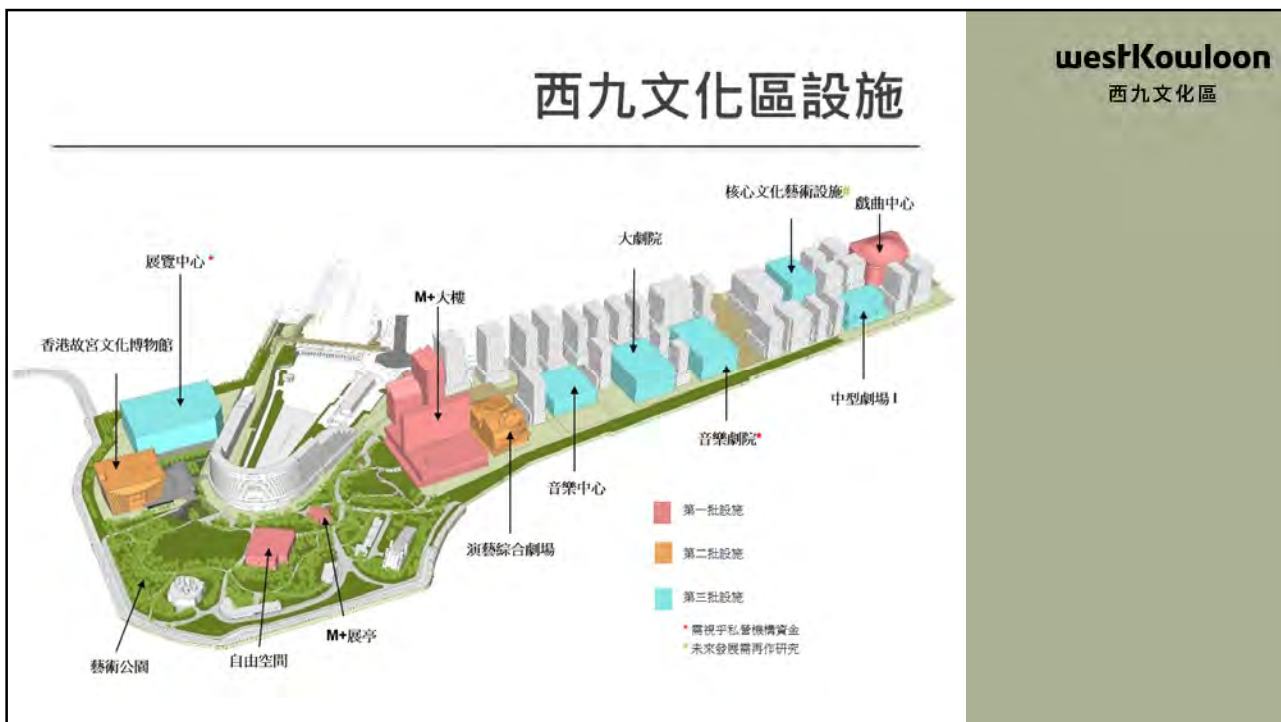 西九文化區設施
westKowloon
西九文化區
核心文化藝術設施#
戲曲中心
大劇院
展覽中心*
M+大樓
香港故宮文化博物館
中型劇場 I
音樂劇院*
音樂中心
演藝綜合劇場
M+展亭
自由空間
藝術公園
第一批設施
第二批設施
第三批設施
* 需視乎私營機構資金
# 未來發展需再作研究